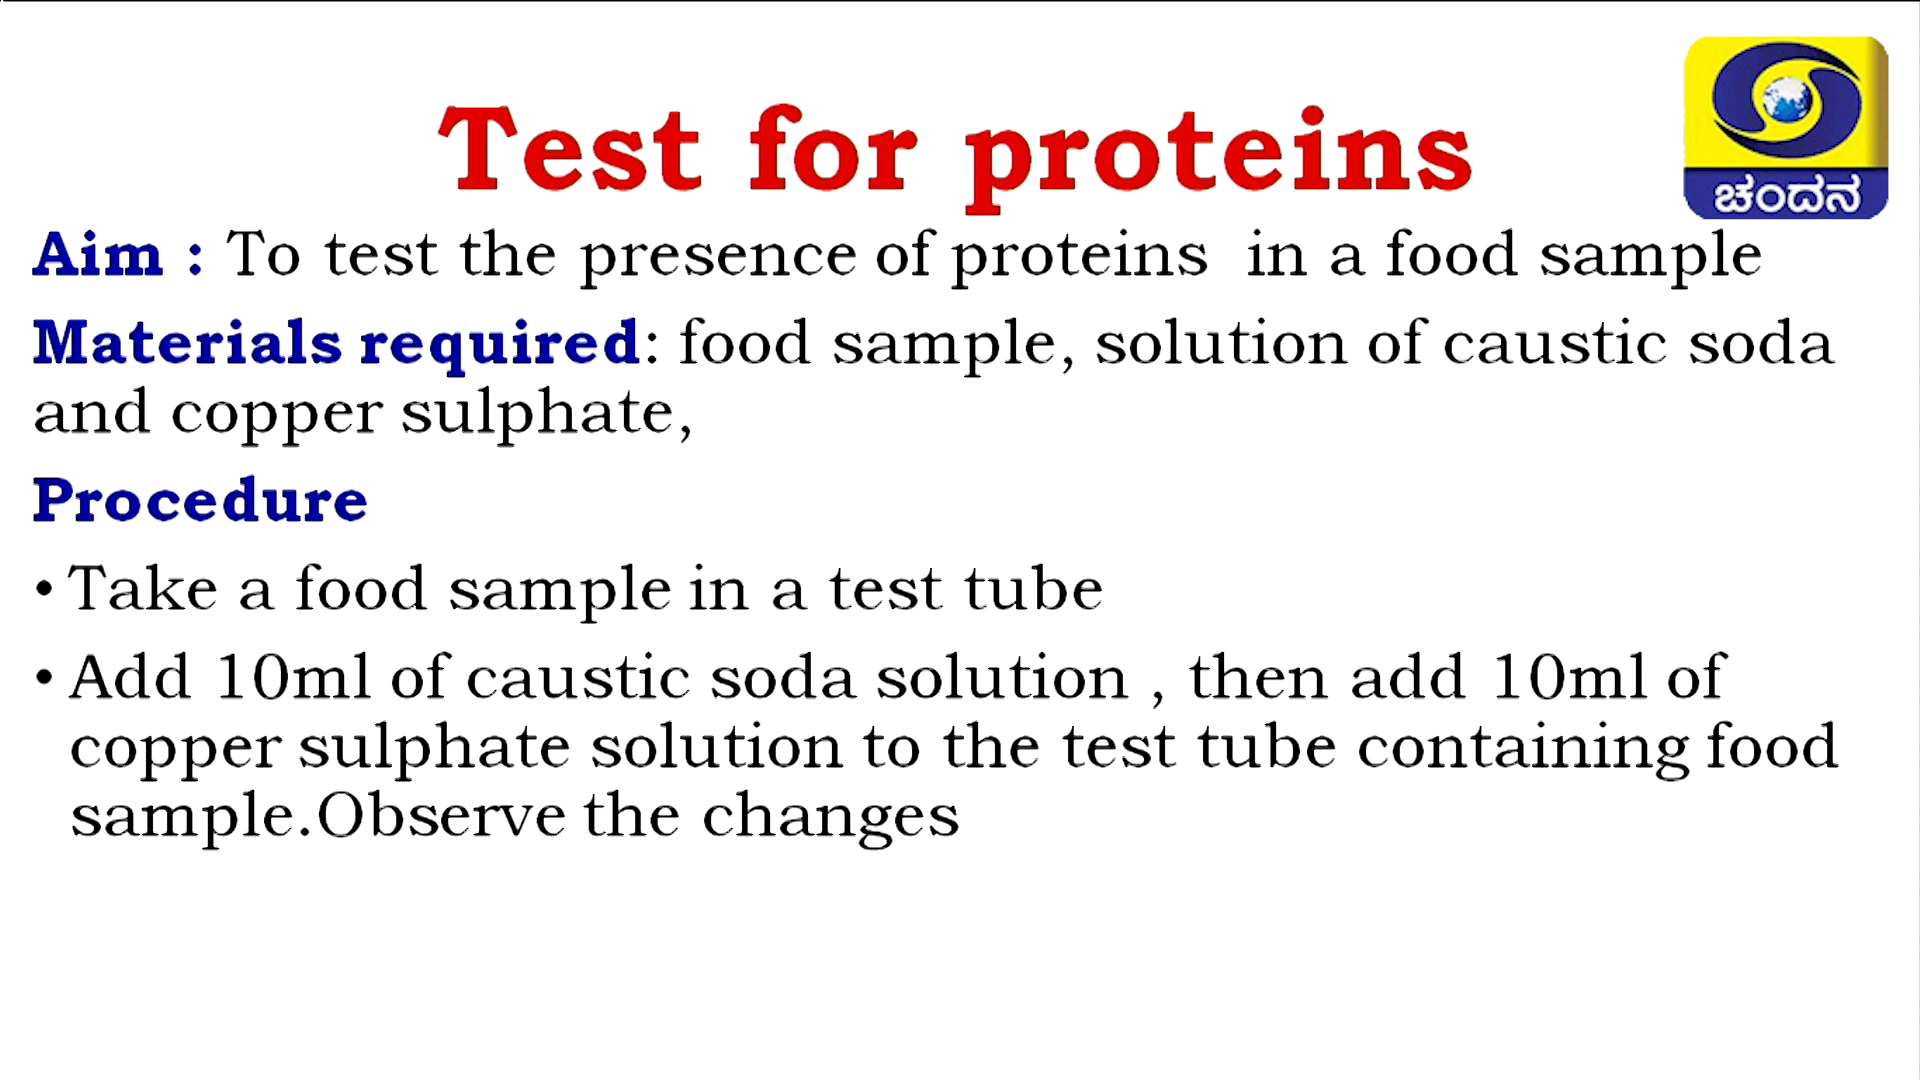 Test for proteins
ಚಂದನ
Aim : To test the presence of proteins in a food sample
Materials required: food sample, solution of caustic soda
and copper sulphate,
Procedure
• Take a food sample in a test tube
• Add 10ml of caustic soda solution , then add 10ml of
copper sulphate solution to the test tube containing food
sample.Observe the changes